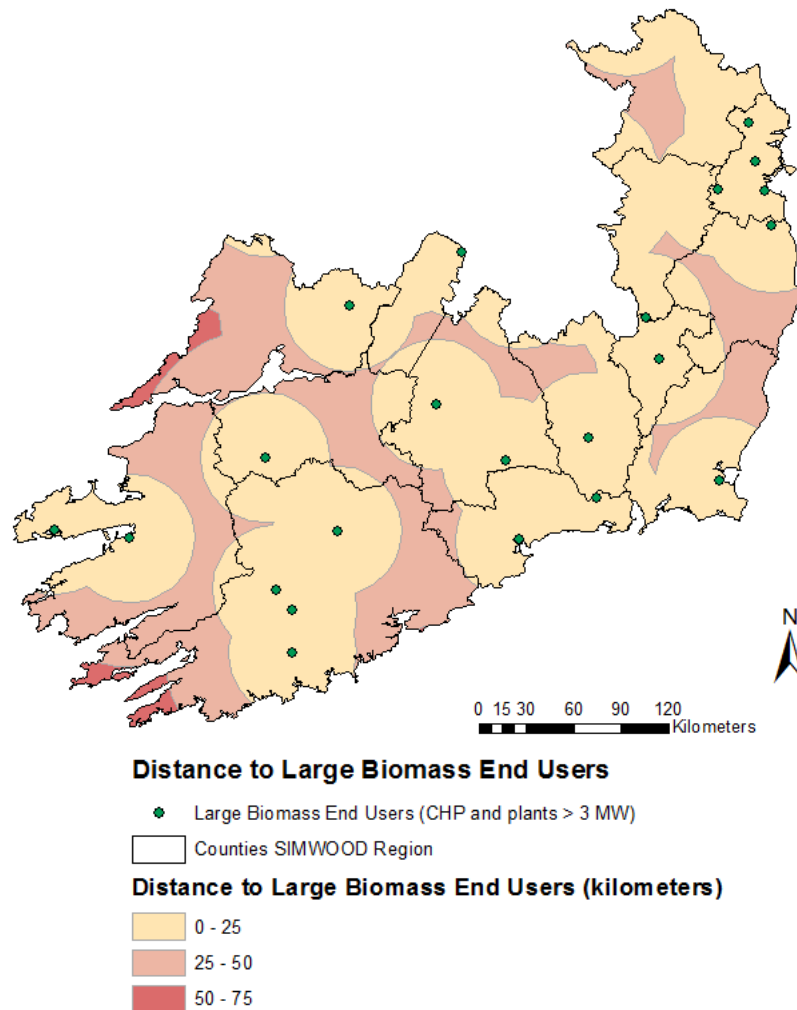 N
0 15 30 60 90 120
Kilometers
Distance to Large Biomass End Users
Large Biomass End Users (CHP and plants > 3 MW)
Counties SIMWOOD Region
Distance to Large Biomass End Users (kilometers)
0 - 25
25 - 50
50 - 75